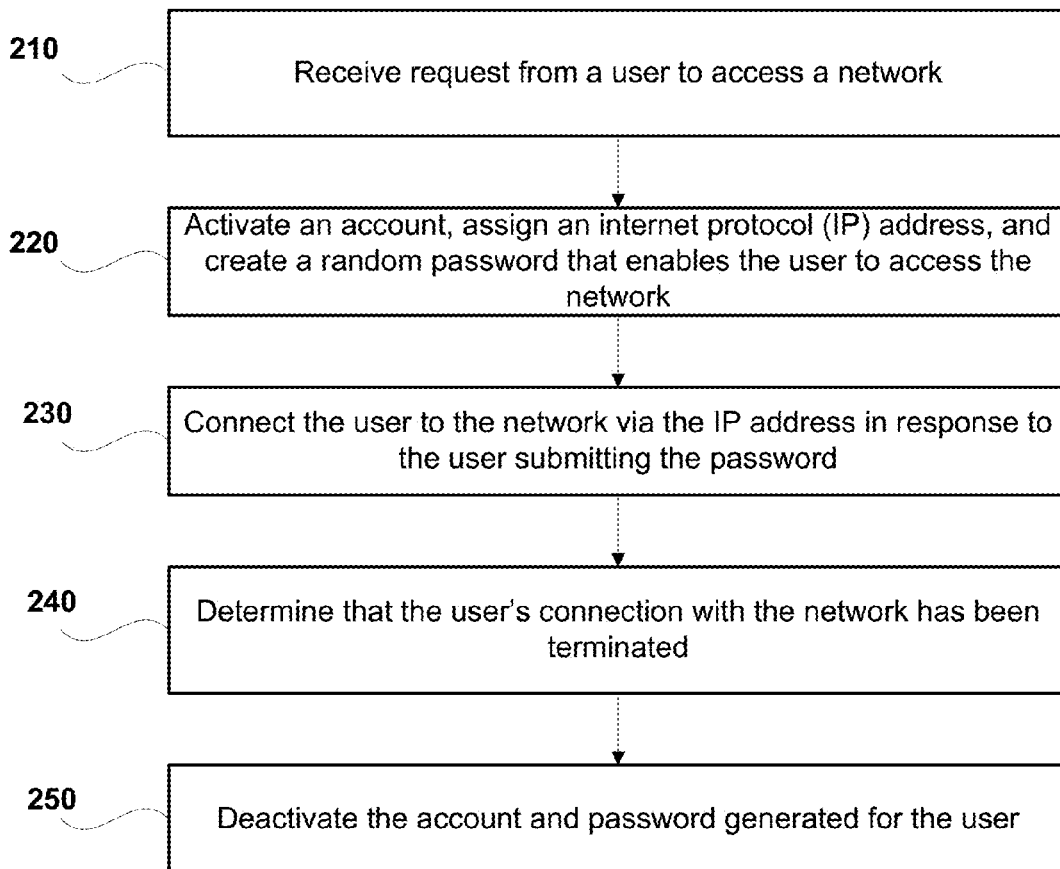 210
Receive request from a user to access a network
220
Activate an account, assign an internet protocol (IP) address, and
create a random password that enables the user to access the
network
230
Connect the user to the network via the IP address in response to
the user submitting the password
240
Determine that the user's connection with the network has been
terminated
250
Deactivate the account and password generated for the user